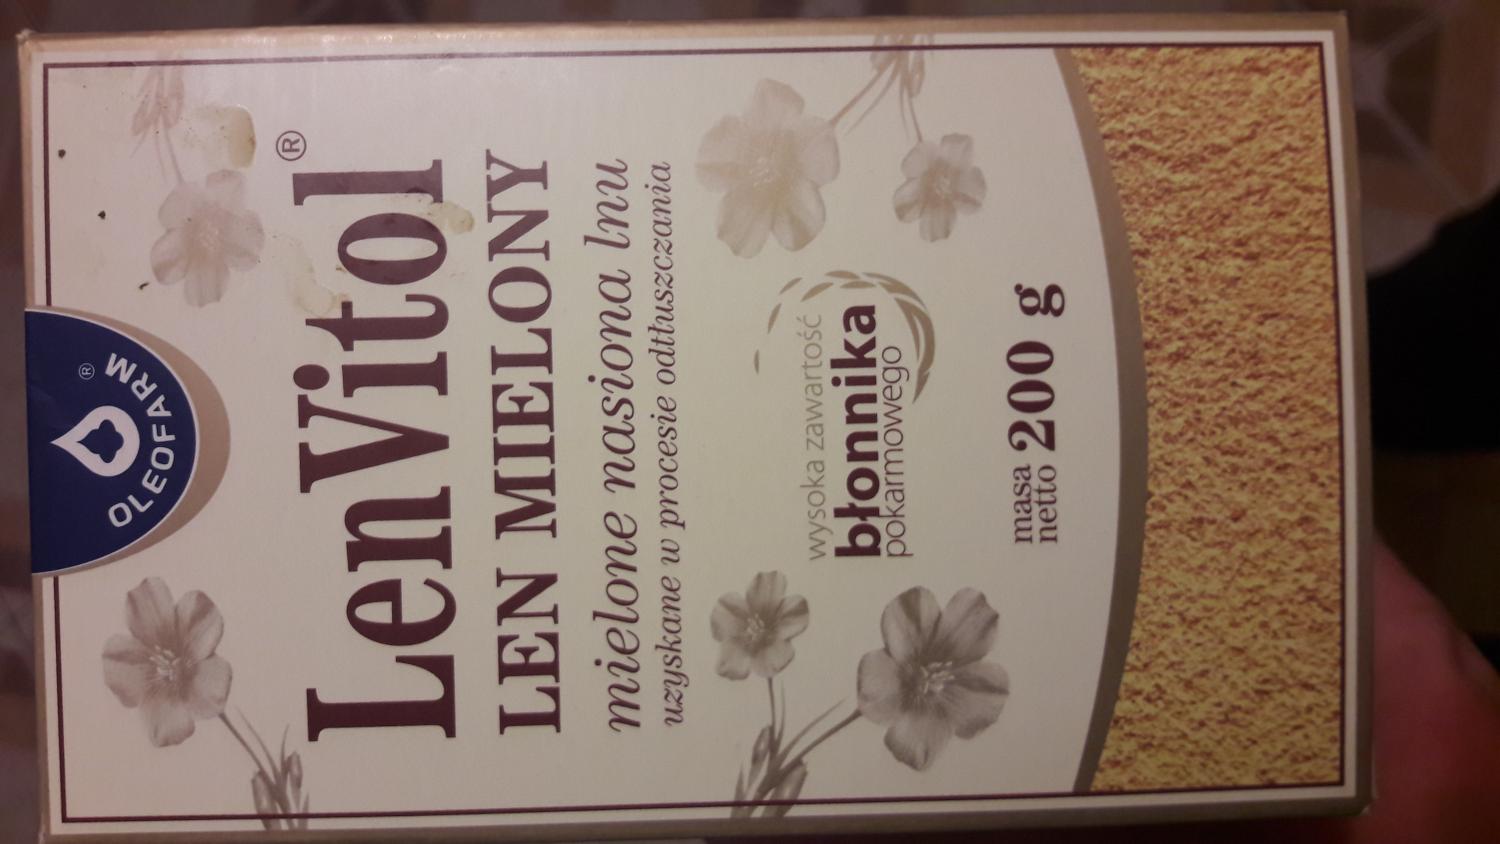 OLEOFARM®
LenVitol®
LEN MIELONY
mielone nasiona lnu
uzyskane w procesie odtłuszczania
wysoka zawartość
błonnika
pokarmowego
masa
netto 200 g